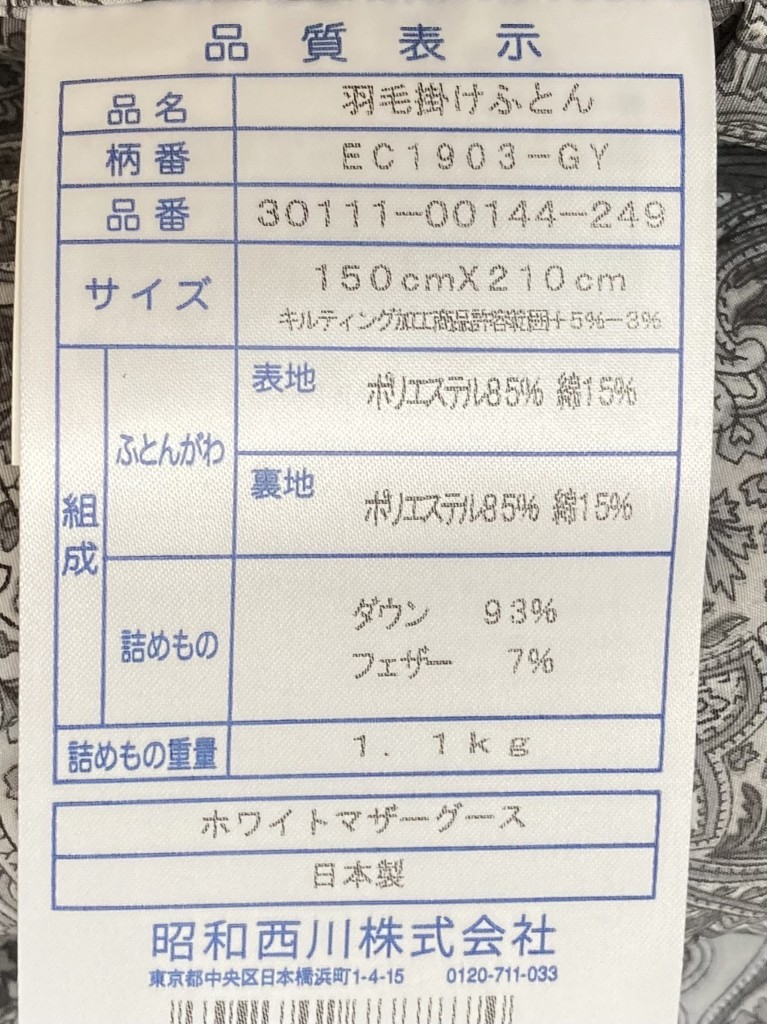 品質表示
品名 羽毛掛けふとん
柄番 EC1903-GY
品番 30111-00144-249
サイズ 150cmX210cm
キルティング加工商品許容範囲+5%-3%
組成 ふとんがわ 表地 ポリエステル85% 綿15%
裏地 ポリエステル85% 綿15%
詰めもの ダウン 93%
フェザー 7%
詰めもの重量 1.1kg
ホワイトマザーグース
日本製
昭和西川株式会社
東京都中央区日本橋浜町1-4-15 0120-711-033